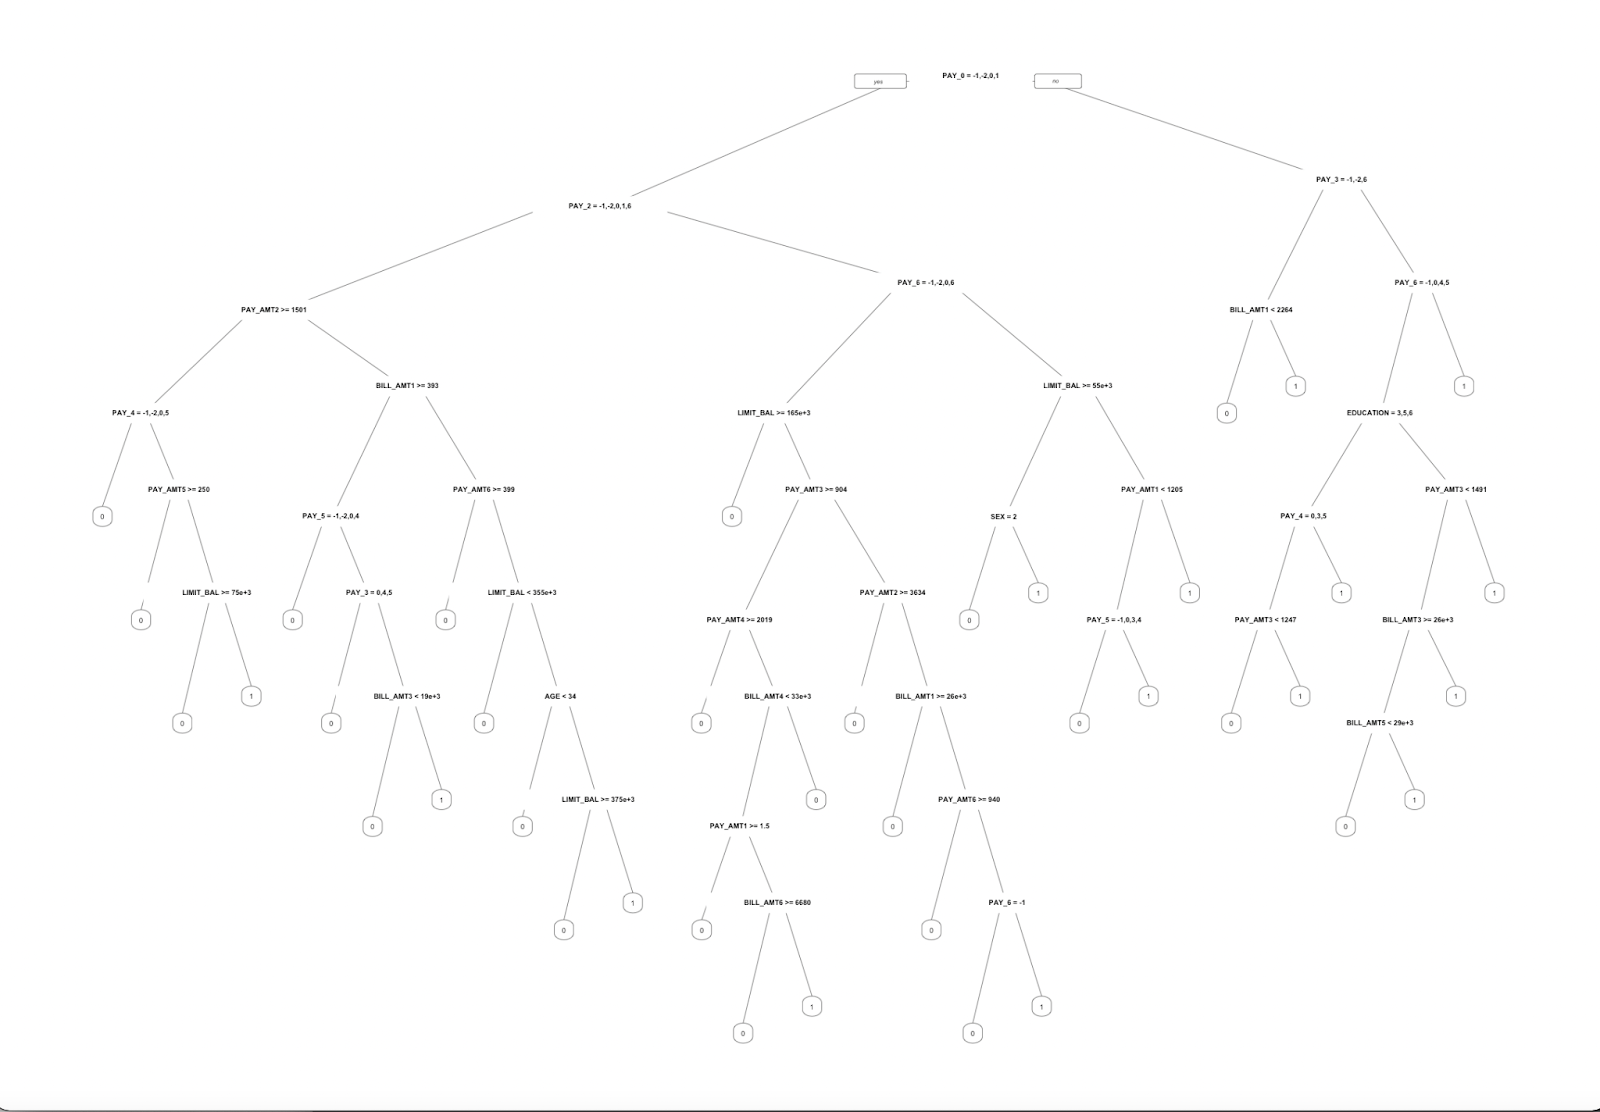 yes PAY_0 = -1,-2,0,1 no
PAY_3 = -1,-2,6
PAY_2 = -1,-2,0,1,6
PAY_6 = -1,-2,0,6 PAY_6 = -1,0,4,5
PAY_AMT2 >= 1501 BILL_AMT1 < 2264
BILL_AMT1 >= 393 LIMIT_BAL >= 55e+3 1 1
PAY_4 = -1,-2,0,5 LIMIT_BAL >= 165e+3 0 EDUCATION = 3,5,6
PAY_AMT5 >= 250 PAY_AMT6 >= 399 PAY_AMT3 >= 904 PAY_AMT1 < 1205 PAY_AMT3 < 1491
0 PAY_5 = -1,-2,0,4 0 SEX = 2 PAY_4 = 0,3,5
LIMIT_BAL >= 75e+3 PAY_3 = 0,4,5 LIMIT_BAL < 355e+3 PAY_AMT2 >= 3634 1 1 1 1
0 0 0 PAY_AMT4 >= 2019 0 PAY_5 = -1,0,3,4 PAY_AMT3 < 1247 BILL_AMT3 >= 26e+3
1 BILL_AMT3 < 19e+3 AGE < 34 BILL_AMT4 < 33e+3 BILL_AMT1 >= 26e+3 1 1 1
0 0 0 0 0 0 0 BILL_AMT5 < 29e+3
1 LIMIT_BAL >= 375e+3 0 PAY_AMT6 >= 940 1
0 0 PAY_AMT1 >= 1.5 0 0
1 BILL_AMT6 >= 6680 PAY_6 = -1
0 0 0
1 1
0 0